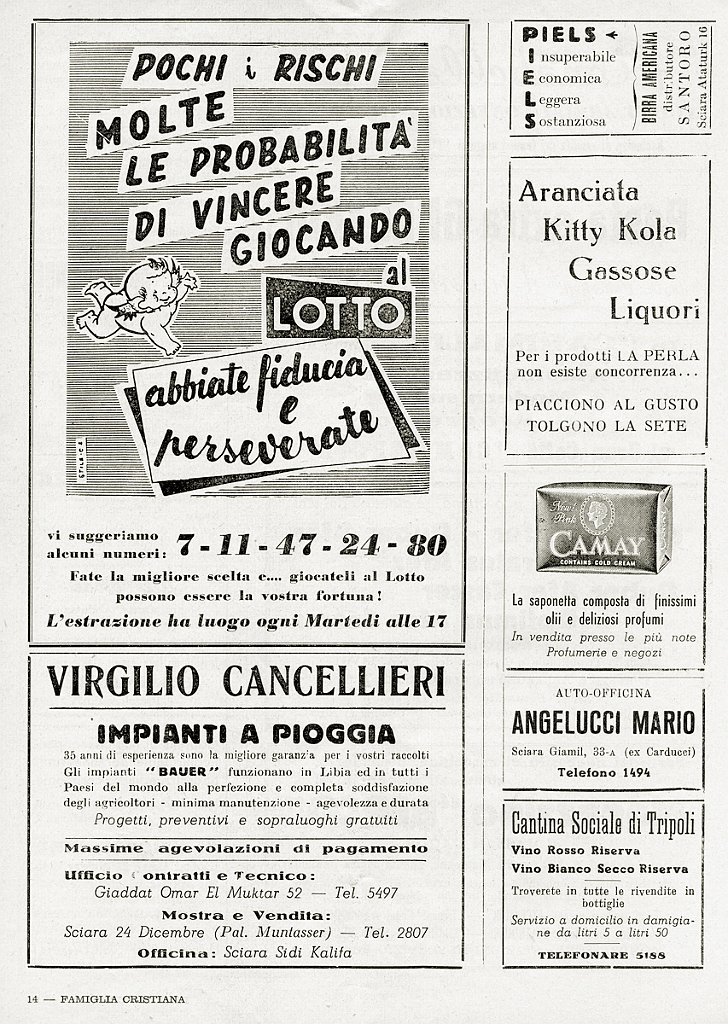 POCHI i RISCHI
MOLTE
LE PROBABILITA'
DI VINCERE
GIOCANDO
al
LOTTO
abbiate fiducia
e
perseverate
vi suggeriamo
alcuni numeri: 7 - 11 - 47 - 24 - 80
Fate la migliore scelta e.... giocateli al Lotto
possono essere la vostra fortuna!
L'estrazione ha luogo ogni Martedi alle 17
VIRGILIO CANCELLIERI
IMPIANTI A PIOGGIA
35 anni di esperienza sono la migliore garanz'a per i vostri raccolti
Gli impianti "BAUER" funzionano in Libia ed in tutti i
Paesi del mondo alla perfezione e completa soddisfazione
degli agricoltori - minima manutenzione - agevolezza e durata
Progetti, preventivi e sopraluoghi gratuiti
Massime agevolazioni di pagamento
Ufficio Contratti e Tecnico:
Giaddat Omar El Muktar 52 — Tel. 5497
Mostra e Vendita:
Sciara 24 Dicembre (Pal. Muntasser) — Tel. 2807
Officina: Sciara Sidi Kalifa
PIELS
Insuperabile
Economica
Leggera
Sostanziosa
BIRRA AMERICANA
distributore
SANTORO
Sciara Ataturk 16
Aranciata
Kitty Kola
Gassose
Liquori
Per i prodotti LA PERLA
non esiste concorrenza...
PIACCIONO AL GUSTO
TOLGONO LA SETE
New!
Pink
CAMAY
CONTAINS COLD CREAM
La saponetta composta di finissimi
olii e deliziosi profumi
In vendita presso le più note
Profumerie e negozi
AUTO-OFFICINA
ANGELUCCI MARIO
Sciara Giamil, 33-A (ex Carducci)
Telefono 1494
Cantina Sociale di Tripoli
Vino Rosso Riserva
Vino Bianco Secco Riserva
Troverete in tutte le rivendite in
bottiglie
Servizio a domicilio in damigia-
ne da litri 5 a litri 50
TELEFONARE 5188
14 — FAMIGLIA CRISTIANA